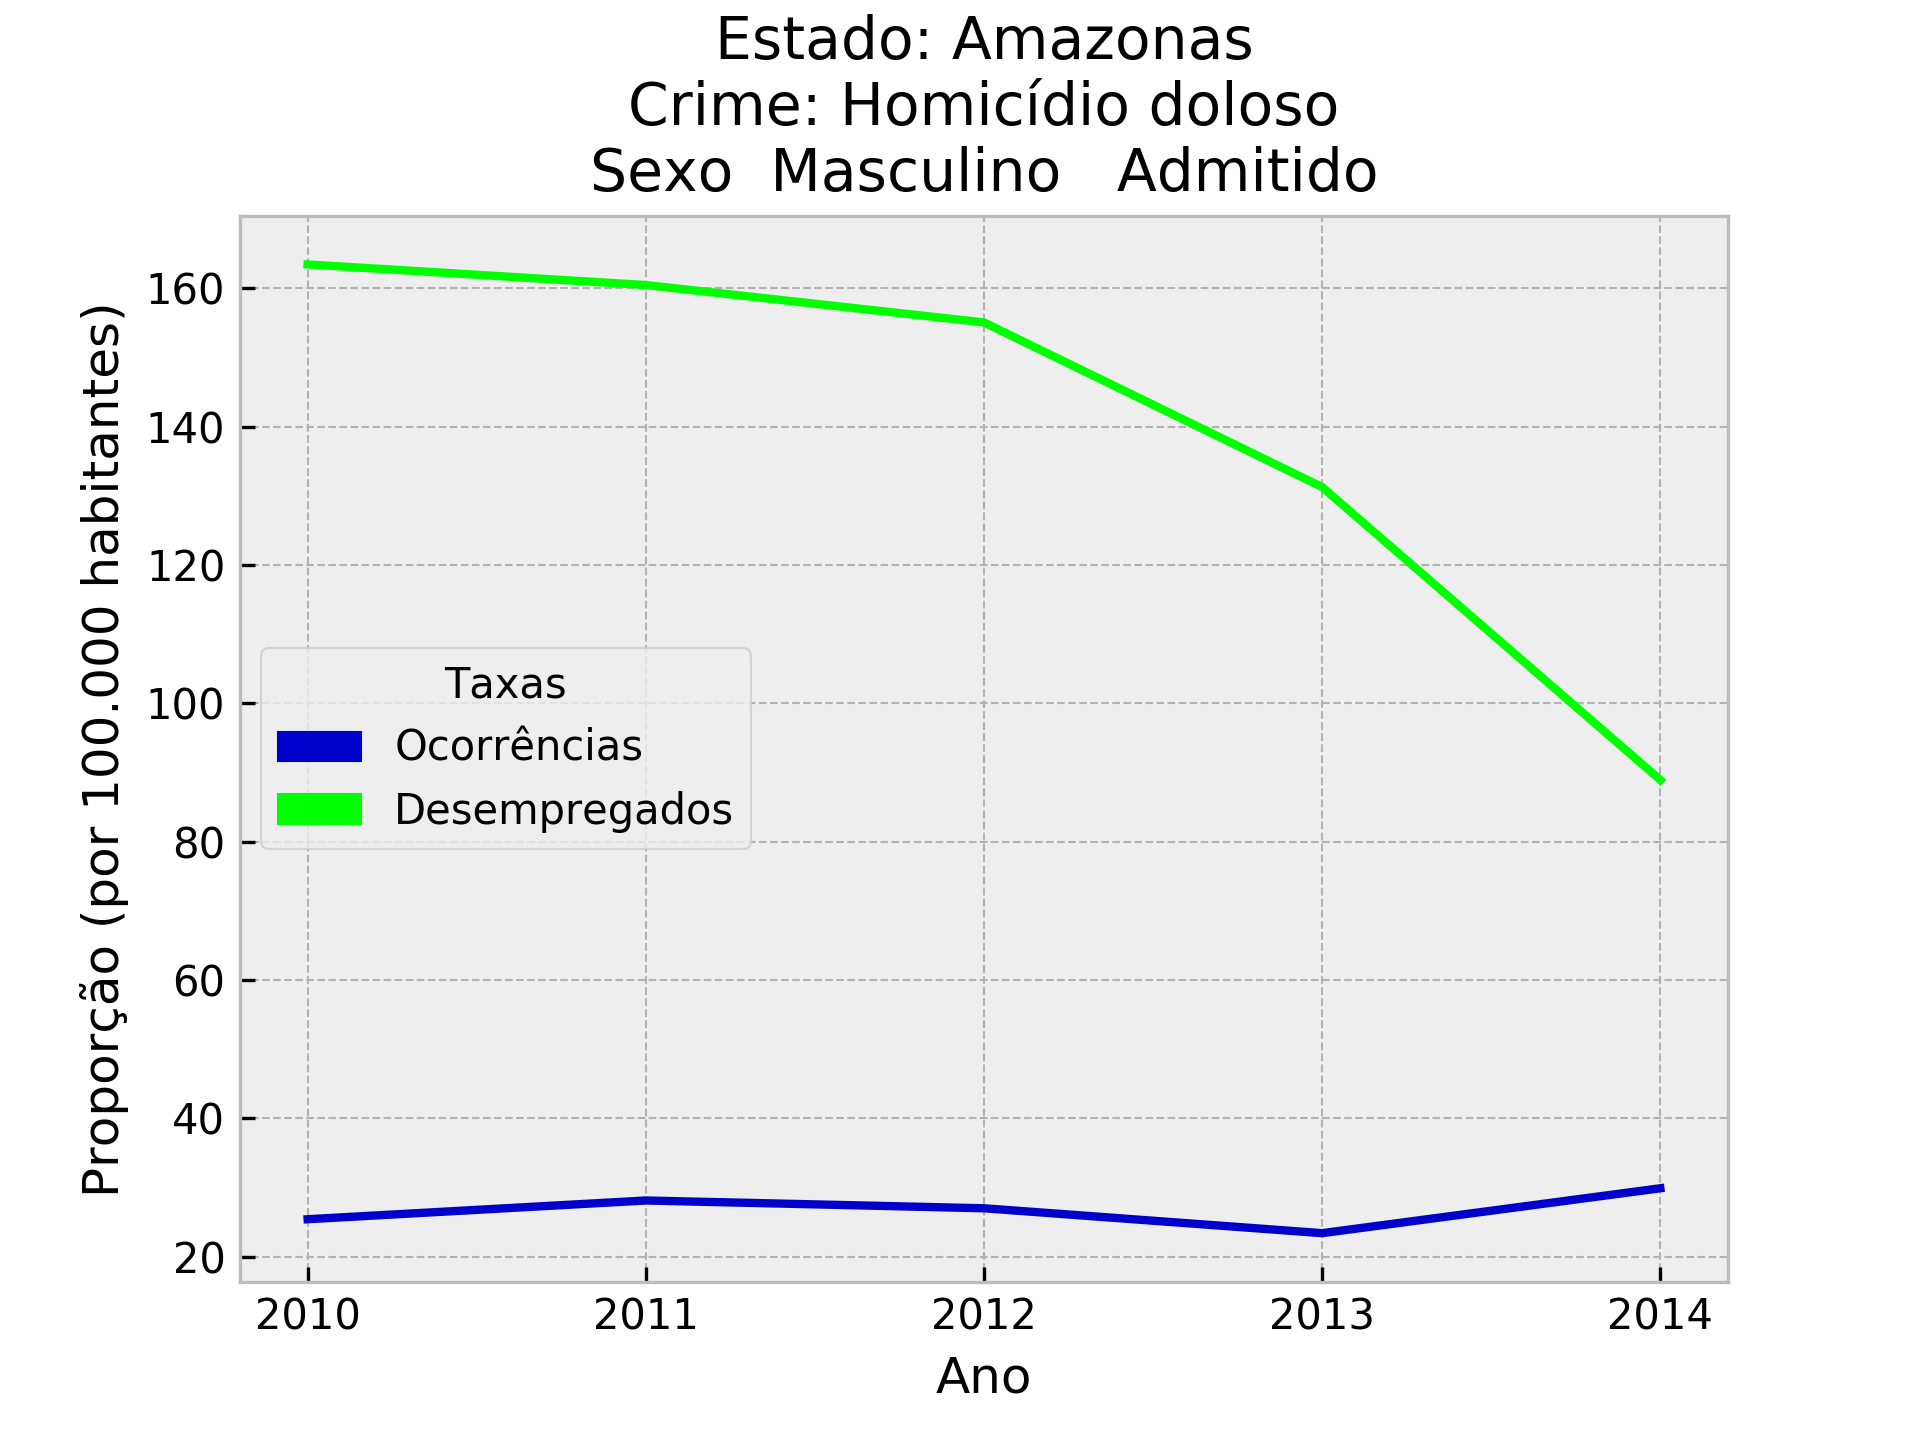 Estado: Amazonas
Crime: Homicídio doloso
Sexo  Masculino   Admitido
Proporção (por 100.000 habitantes)
160
140
120
100
80
60
40
20
Taxas
Ocorrências
Desempregados
2010 2011 2012 2013 2014
Ano